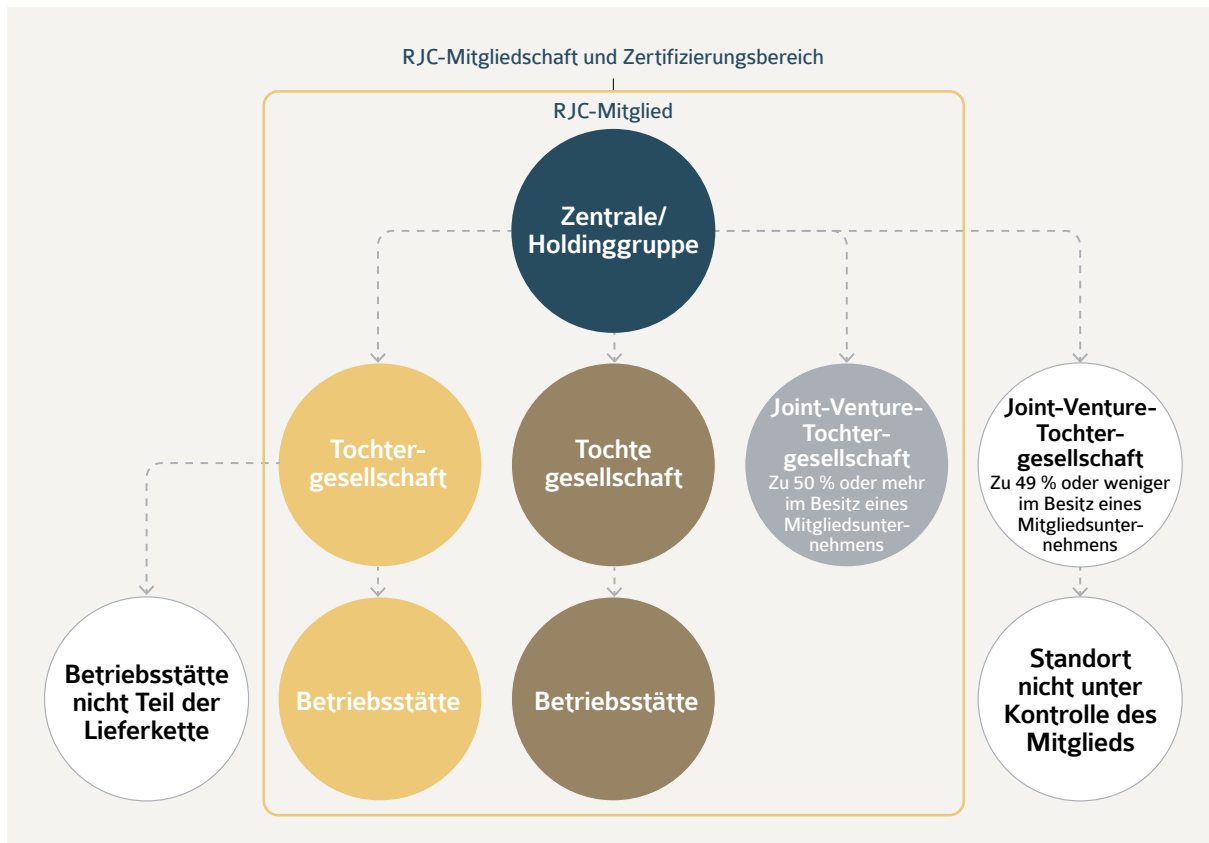 RJC-Mitgliedschaft und Zertifizierungsbereich
RJC-Mitglied
Zentrale/
Holdinggruppe
Tochter-
gesellschaft
Tochte
gesellschaft
Joint-Venture-
Tochter-
gesellschaft
Zu 50 % oder mehr
im Besitz eines
Mitgliedsunter-
nehmens
Joint-Venture-
Tochter-
gesellschaft
Zu 49 % oder weniger
im Besitz eines
Mitgliedsunter-
nehmens
Betriebsstätte
nicht Teil der
Lieferkette
Betriebsstätte
Betriebsstätte
Standort
nicht unter
Kontrolle des
Mitglieds